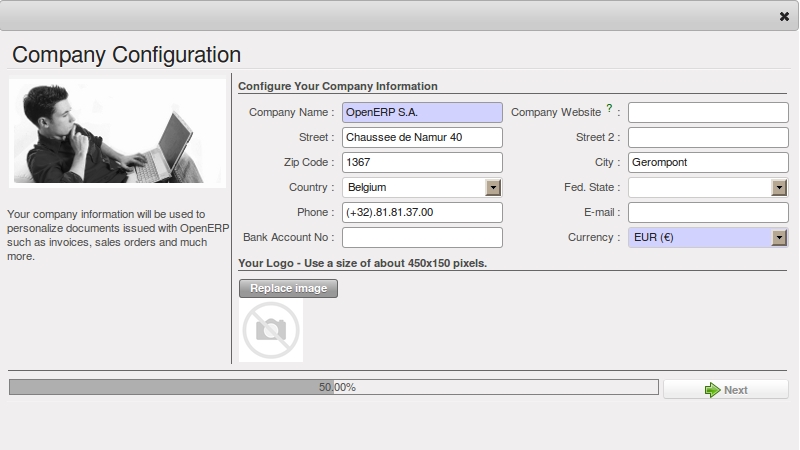 Company Configuration
Configure Your Company Information
Company Name : OpenERP S.A. Company Website ? :
Street : Chaussee de Namur 40 Street 2 :
Zip Code : 1367 City : Gerompont
Country : Belgium Fed. State :
Phone : (+32).81.81.37.00 E-mail :
Bank Account No : Currency : EUR (€)
Your company information will be used to
personalize documents issued with OpenERP
such as invoices, sales orders and much
more.
Your Logo - Use a size of about 450x150 pixels.
Replace image
50.00%
Next